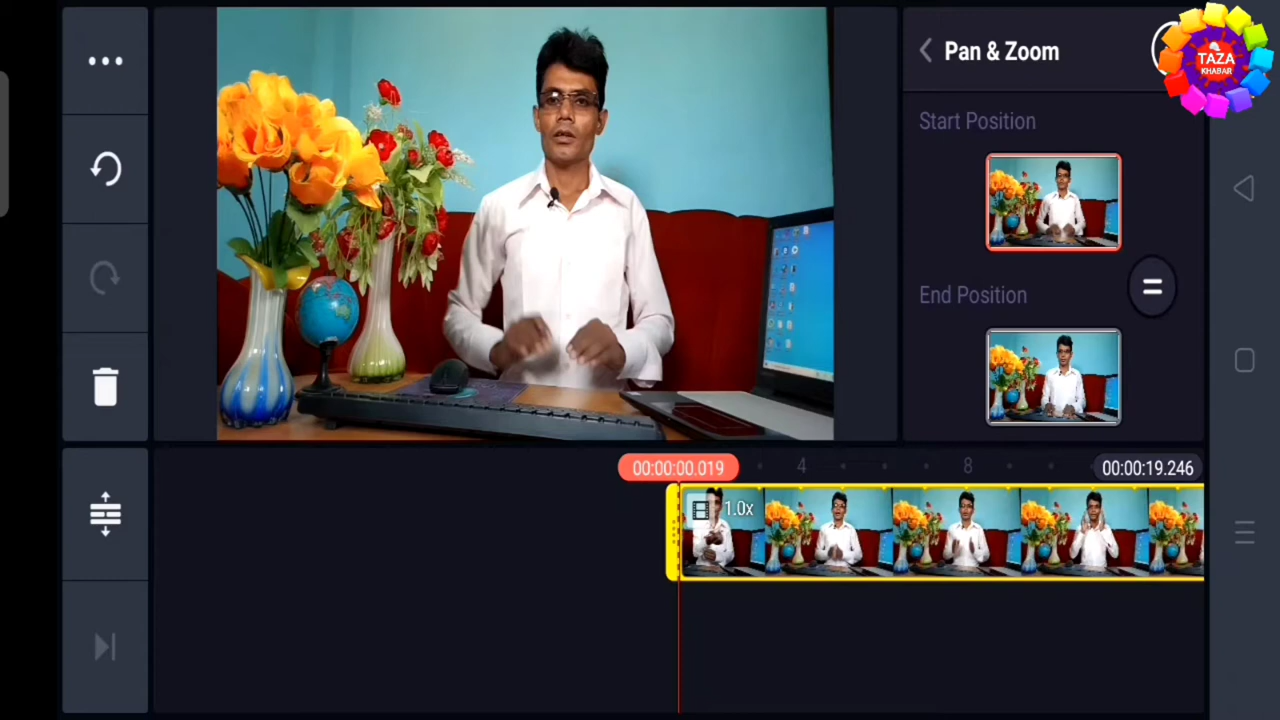 Pan & Zoom
TAZA
KHABAR
Start Position
End Position
00:00:00.019
4
8
00:00:19.246
1.0x